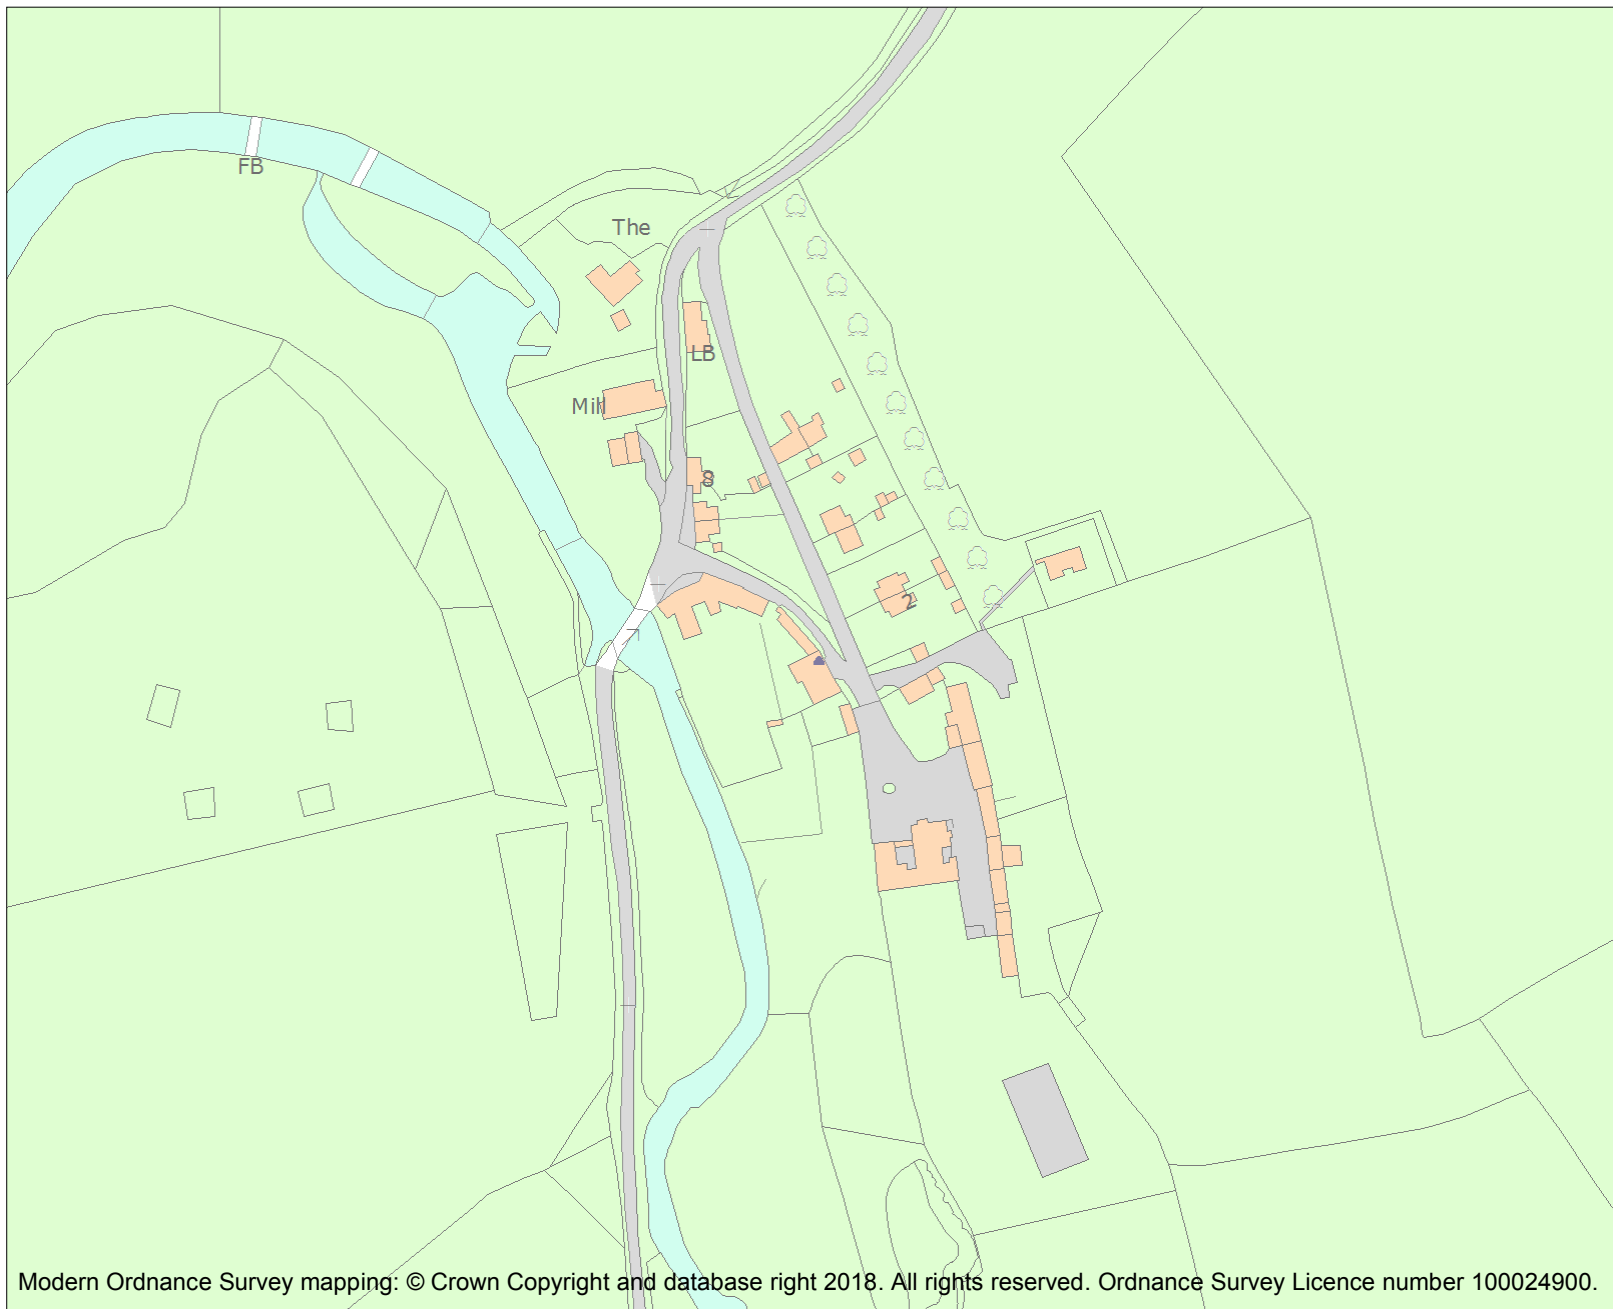 FB
The
LB
Mill
8
2
Modern Ordnance Survey mapping: © Crown Copyright and database right 2018. All rights reserved. Ordnance Survey Licence number 100024900.